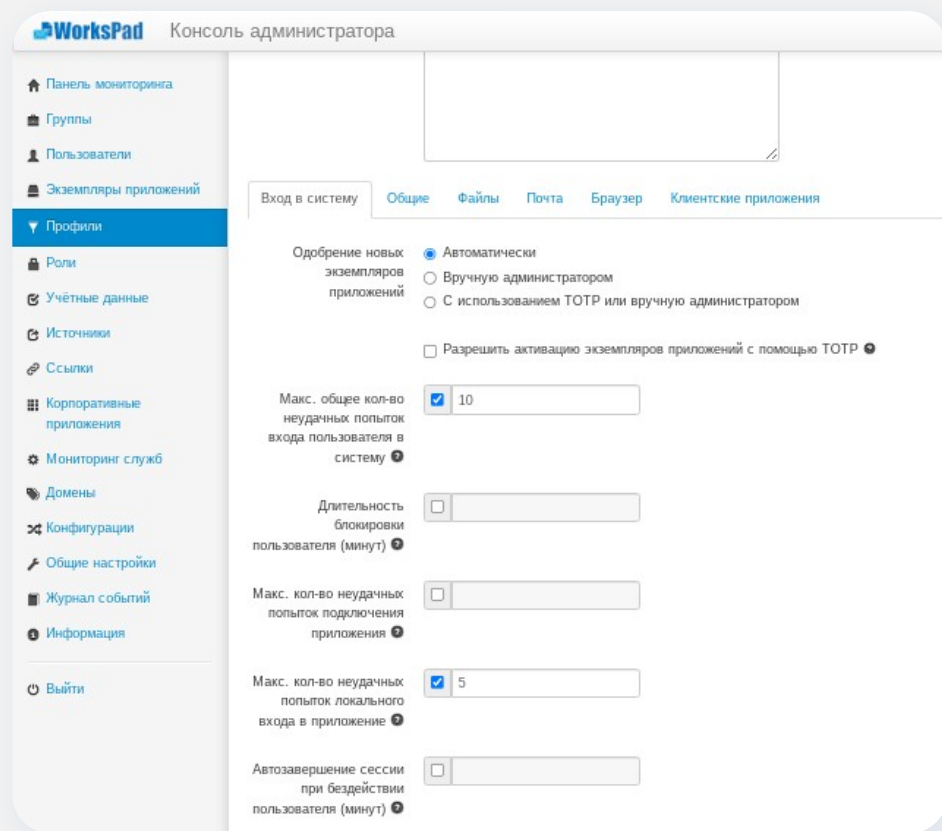 WorksPad Консоль администратора
Панель мониторинга
Группы
Пользователи
Экземпляры приложений
Профили
Роли
Учётные данные
Источники
Ссылки
Корпоративные
приложения
Мониторинг служб
Домены
Конфигурации
Общие настройки
Журнал событий
Информация
Выйти
Вход в систему Общие Файлы Почта Браузер Клиентские приложения
Одобрение новых
экземпляров
приложений
Автоматически
Вручную администратором
С использованием TOTP или вручную администратором
Разрешить активацию экземпляров приложений с помощью TOTP
Макс. общее кол-во
неудачных попыток
входа пользователя в
систему
10
Длительность
блокировки
пользователя (минут)
Макс. кол-во неудачных
попыток подключения
приложения
Макс. кол-во неудачных
попыток локального
входа в приложение
5
Автозавершение сессии
при бездействии
пользователя (минут)